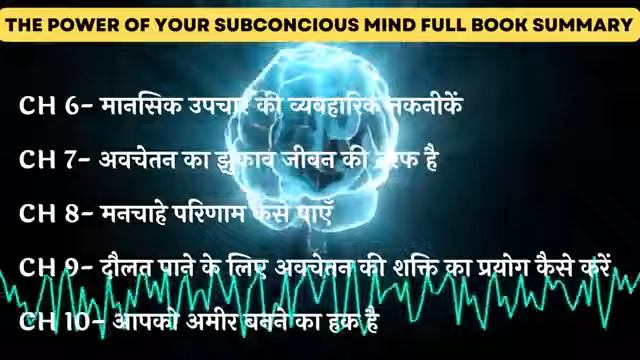 THE POWER OF YOUR SUBCONCIOUS MIND FULL BOOK SUMMARY
CH 6- मानसिक उपचार की व्यवहारिक तकनीकें
CH 7- अवचेतन का झुकाव जीवन की तरफ है
CH 8- मनचाहे परिणाम कैसे पाएँ
CH 9- दौलत पाने के लिए अवचेतन की शक्ति का प्रयोग कैसे करें
CH 10- आपको अमीर बनने का हक है